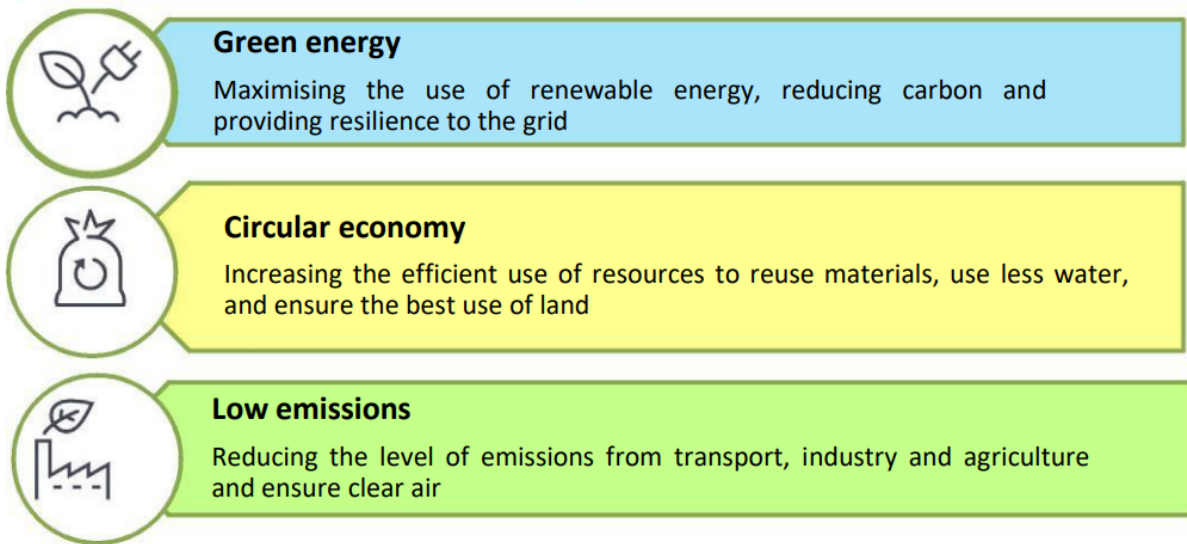 Green energy
Maximising the use of renewable energy, reducing carbon and
providing resilience to the grid
Circular economy
Increasing the efficient use of resources to reuse materials, use less water,
and ensure the best use of land
Low emissions
Reducing the level of emissions from transport, industry and agriculture
and ensure clear air